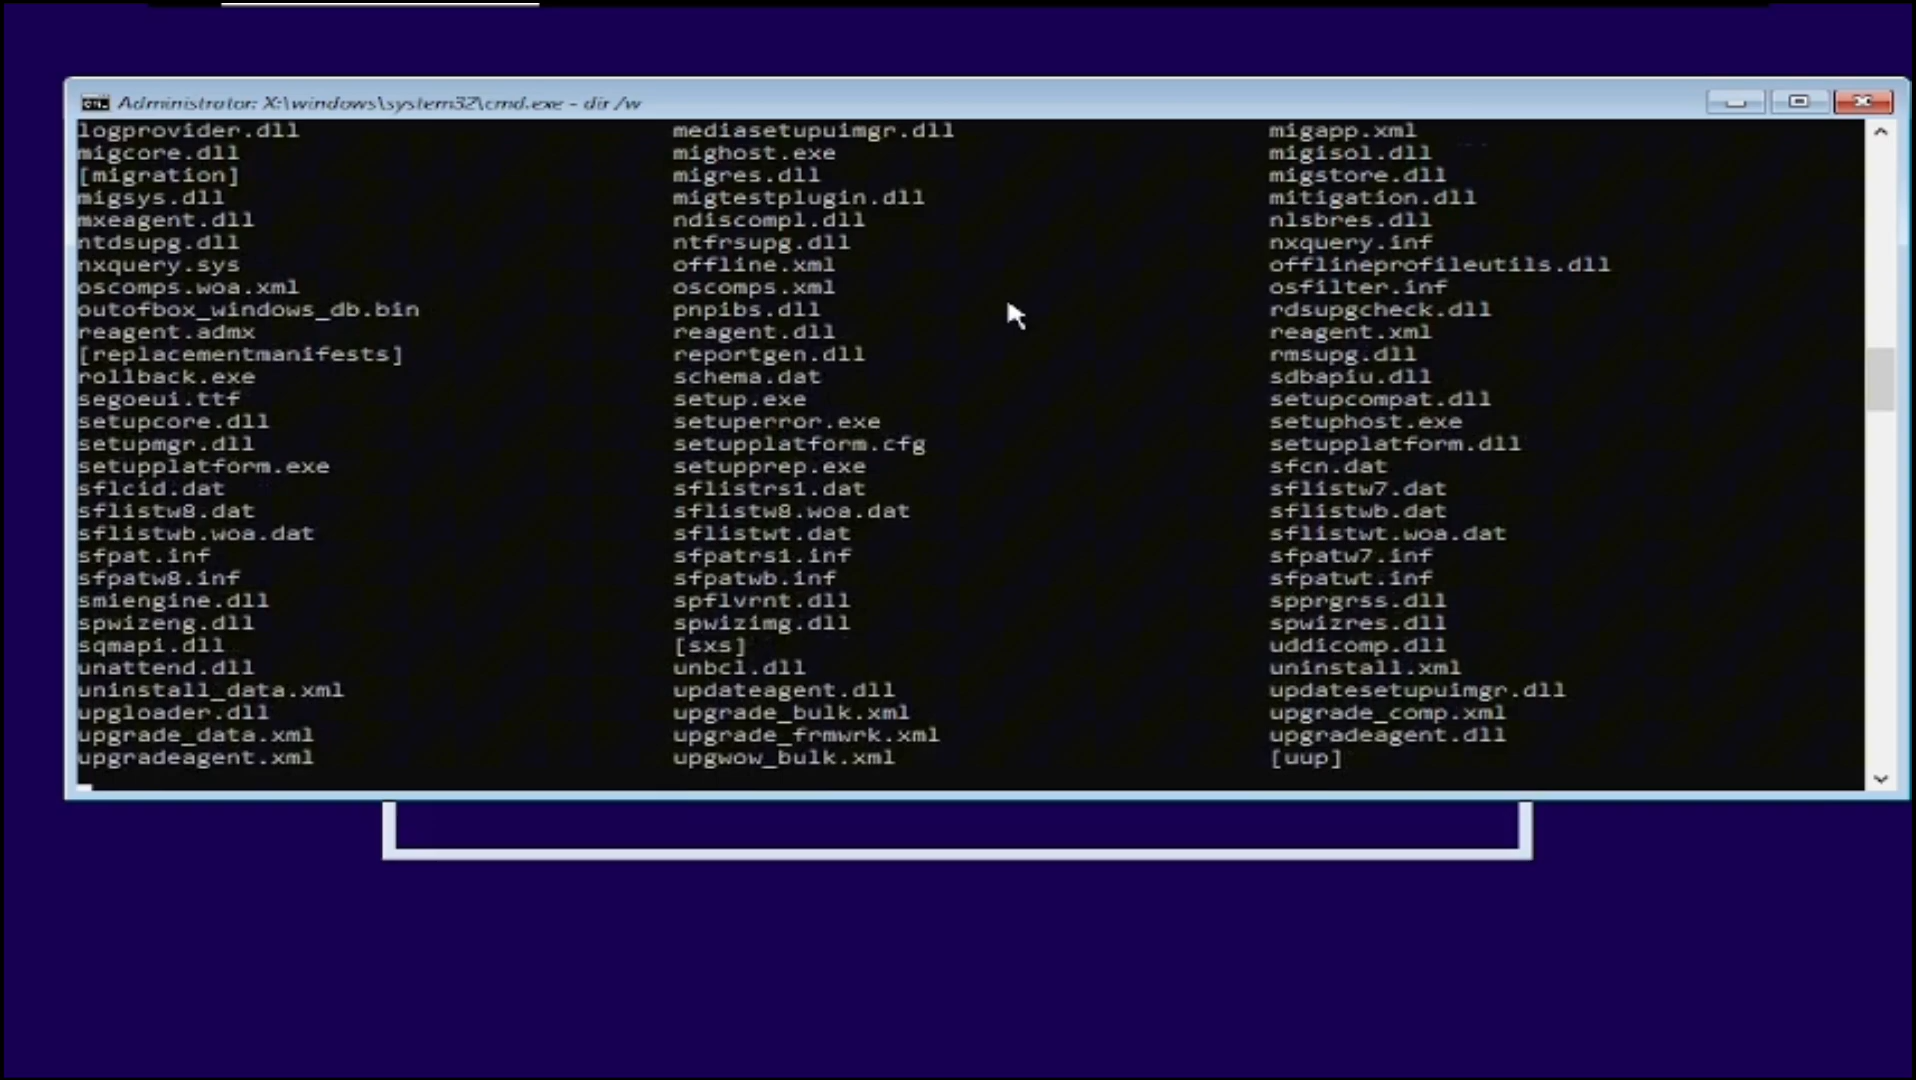 Administrator: X:\windows\system32\cmd.exe - dir /w
logprovider.dll mediasetupuimgr.dll migapp.xml
migcore.dll mighost.exe migisol.dll
[migration] migres.dll migstore.dll
migsys.dll migtestplugin.dll mitigation.dll
mxeagent.dll ndiscompl.dll nlsbres.dll
ntdsupg.dll ntfrsupg.dll nxquery.inf
nxquery.sys offline.xml offlineprofileutils.dll
oscomps.woa.xml oscomps.xml osfilter.inf
outofbox_windows_db.bin pnpibs.dll rdsupgcheck.dll
reagent.admx reagent.dll reagent.xml
[replacementmanifests] reportgen.dll rmsupg.dll
rollback.exe schema.dat sdbapiu.dll
segoeui.ttf setup.exe setupcompat.dll
setupcore.dll setuperror.exe setuphost.exe
setupmgr.dll setupplatform.cfg setupplatform.dll
setupplatform.exe setupprep.exe sfcn.dat
sflcid.dat sflistrs1.dat sflistw7.dat
sflistw8.dat sflistw8.woa.dat sflistwb.dat
sflistwb.woa.dat sflistwt.dat sflistwt.woa.dat
sfpat.inf sfpatrs1.inf sfpatw7.inf
sfpatw8.inf sfpatwb.inf sfpatwt.inf
smiengine.dll spflvrnt.dll spprgrss.dll
spwizeng.dll spwizimg.dll spwizres.dll
sqmapi.dll [sxs] uddicomp.dll
unattend.dll unbcl.dll uninstall.xml
uninstall_data.xml updateagent.dll updatesetupuimgr.dll
upgloader.dll upgrade_bulk.xml upgrade_comp.xml
upgrade_data.xml upgrade_frmwrk.xml upgradeagent.dll
upgradeagent.xml upgwow_bulk.xml [uup]